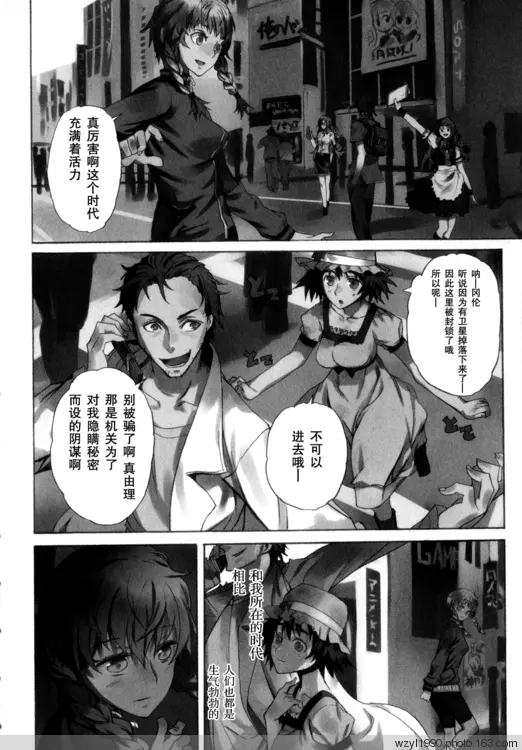 真厉害啊这个时代
充满着活力
SOFT
呐—冈伦
听说因为有卫星掉落下来了—
因此这里被封锁了哦
所以呢—
不可以
进去哦—
别被骗了啊 真由理
那是机关为了
对我隐瞒秘密
而设的阴谋啊
和我所在的时代
相比
人们也都是
生气勃勃的
GAM
アニメ
wzyl1990.photo.163.com